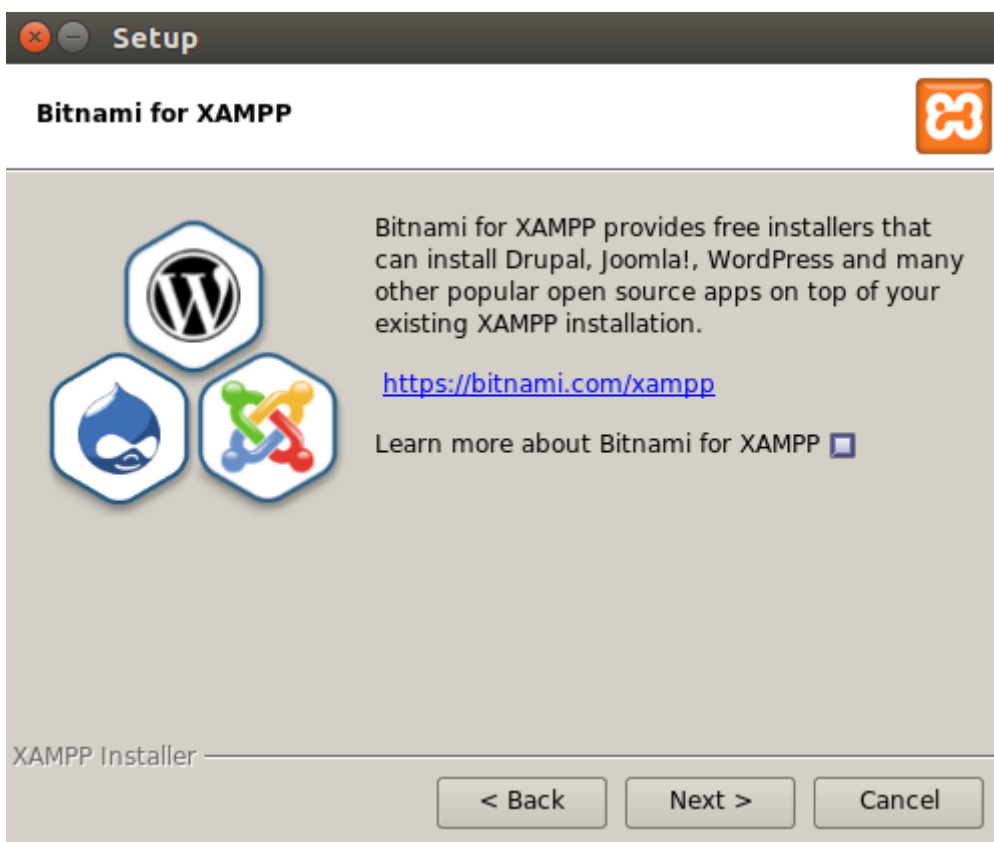 Setup
Bitnami for XAMPP
Bitnami for XAMPP provides free installers that
can install Drupal, Joomla!, WordPress and many
other popular open source apps on top of your
existing XAMPP installation.
https://bitnami.com/xampp
Learn more about Bitnami for XAMPP
XAMPP Installer
< Back
Next >
Cancel